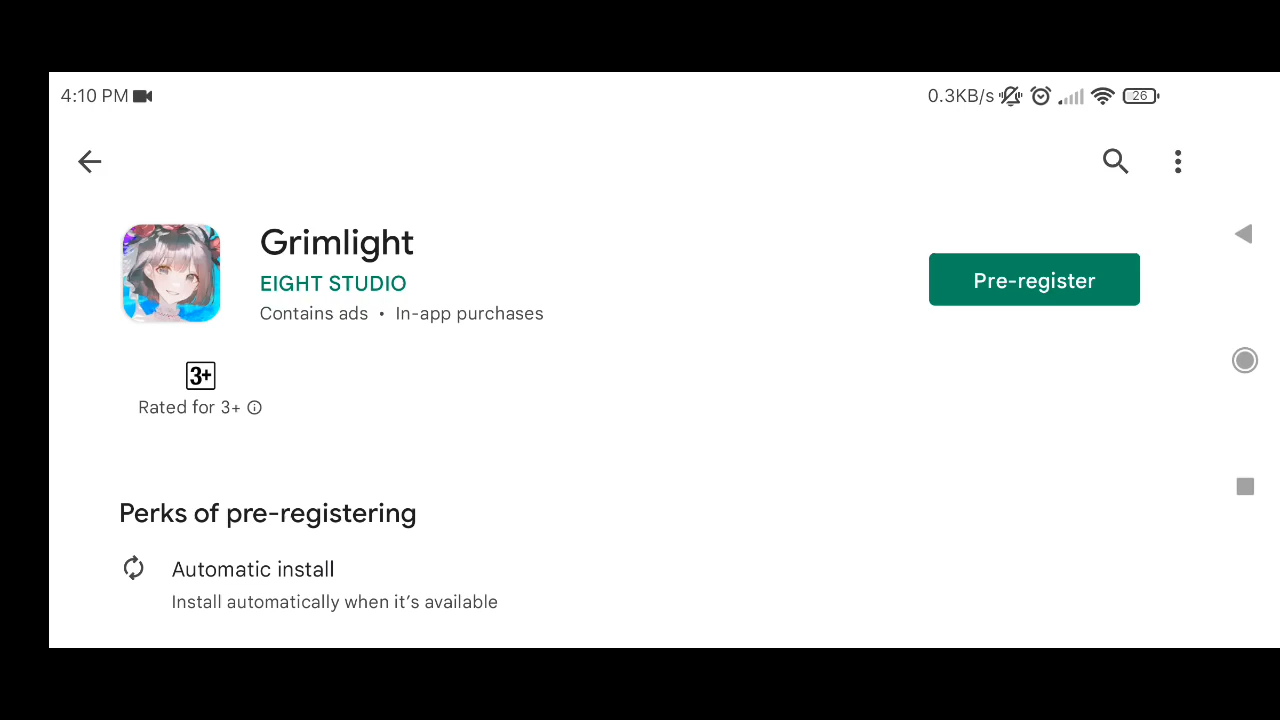 4:10 PM
0.3KB/s
26
Grimlight
EIGHT STUDIO
Contains ads • In-app purchases
Pre-register
3+
Rated for 3+
Perks of pre-registering
Automatic install
Install automatically when it’s available